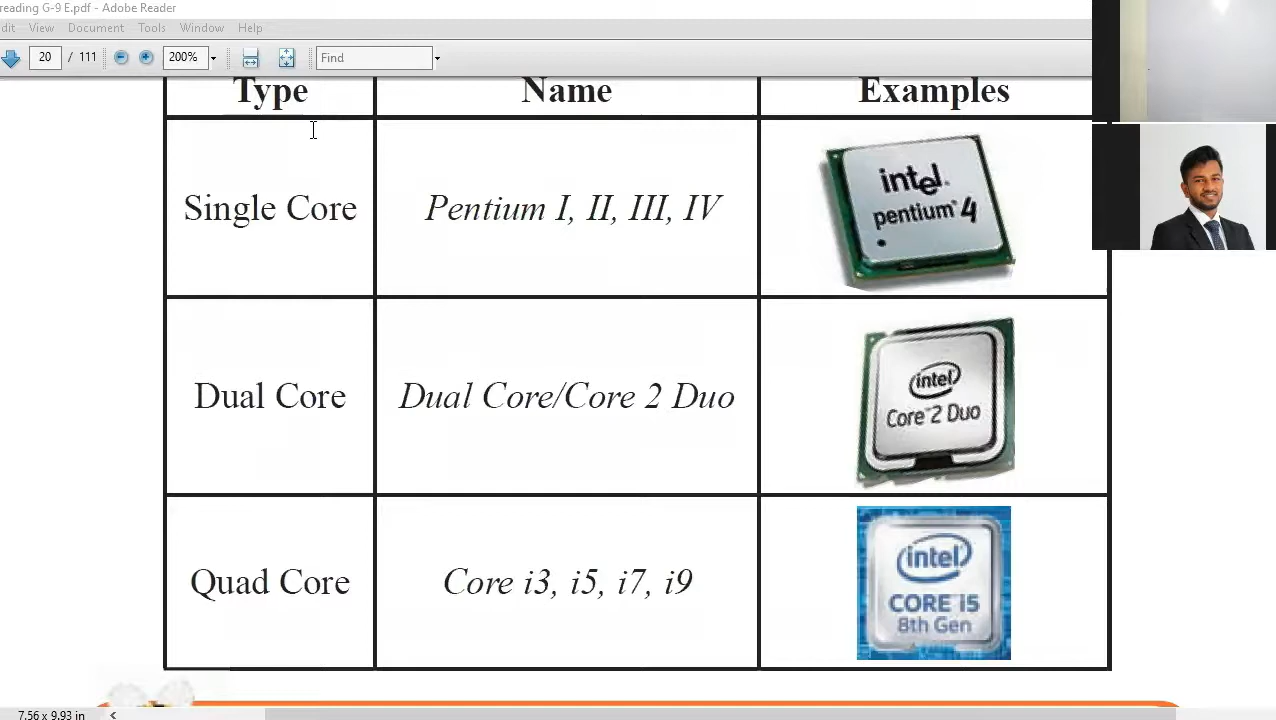 reading G-9 E.pdf - Adobe Reader
dit View Document Tools Window Help
20 / 111 200% Find
Type Name Examples
intel
pentium® 4
Single Core Pentium I, II, III, IV
intel
Core™2 Duo
Dual Core Dual Core/Core 2 Duo
intel
CORE i5
8th Gen
Quad Core Core i3, i5, i7, i9
7.56 x 9.93 in